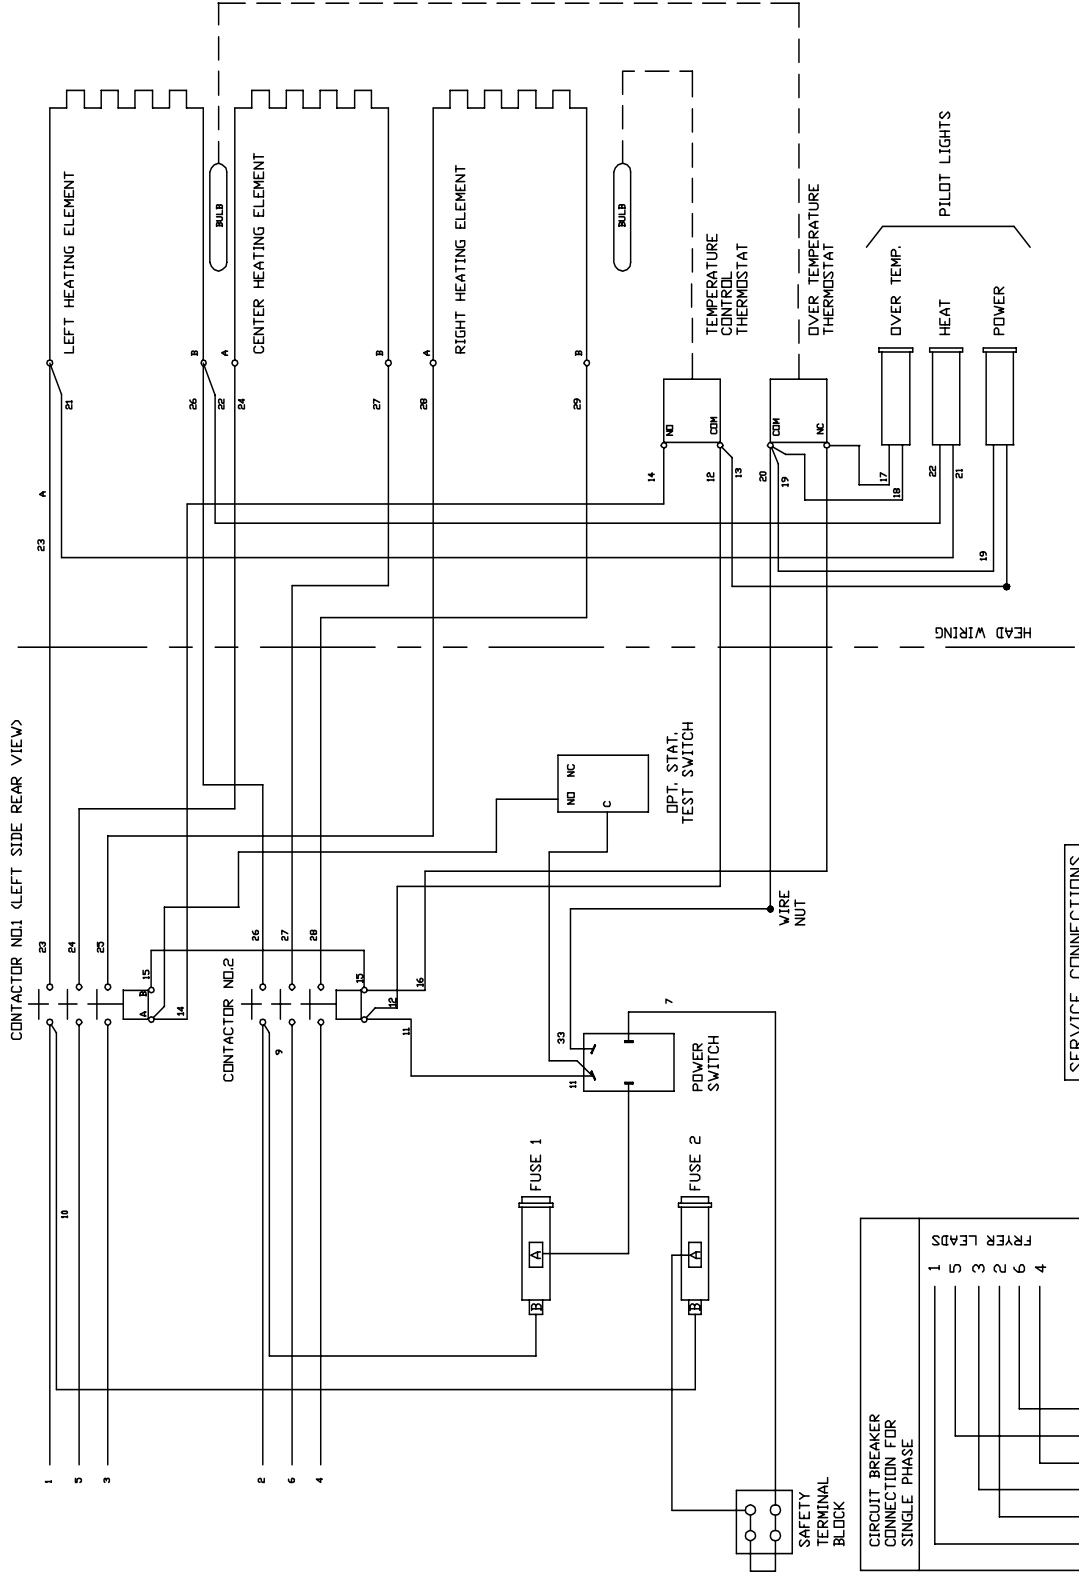 CONTACTOR NO.1 (LEFT SIDE REAR VIEW)
1
5
3
10
23
24
25
A
B
15
14
CONTACTOR NO.2
2
6
4
9
26
27
28
15
16
12
11
23
A
21
LEFT HEATING ELEMENT
B
26
22
A
24
BULB
CENTER HEATING ELEMENT
B
27
A
28
RIGHT HEATING ELEMENT
B
29
BULB
NO
14
COM
12
13
TEMPERATURE
CONTROL
THERMOSTAT
COM
NC
20
19
OVER TEMPERATURE
THERMOSTAT
17
18
22
21
19
OVER TEMP.
HEAT
POWER
PILOT LIGHTS
HEAD WIRING
NO
NC
C
OPT. STAT.
TEST SWITCH
WIRE
NUT
33
11
7
POWER
SWITCH
FUSE 1
A
B
FUSE 2
A
B
SAFETY
TERMINAL
BLOCK
CIRCUIT BREAKER
CONNECTION FOR
SINGLE PHASE
FRYER LEADS
1
5
3
2
6
4
SERVICE CONNECTIONS